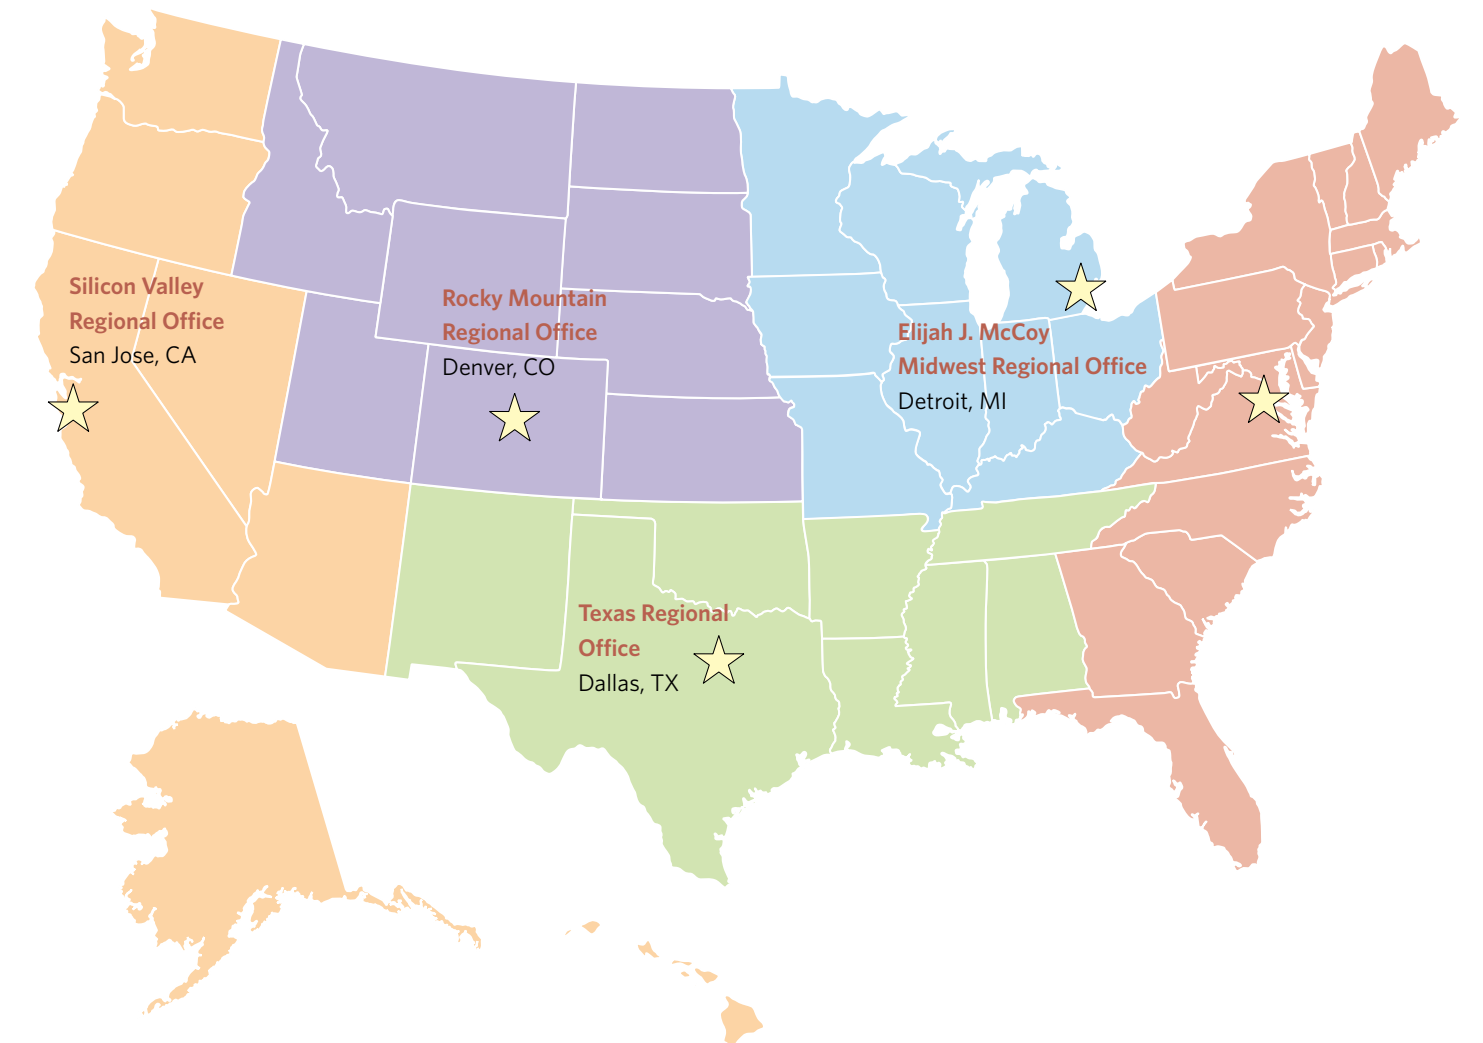 Silicon Valley
Regional Office
San Jose, CA
Rocky Mountain
Regional Office
Denver, CO
Elijah J. McCoy
Midwest Regional Office
Detroit, MI
Texas Regional
Office
Dallas, TX